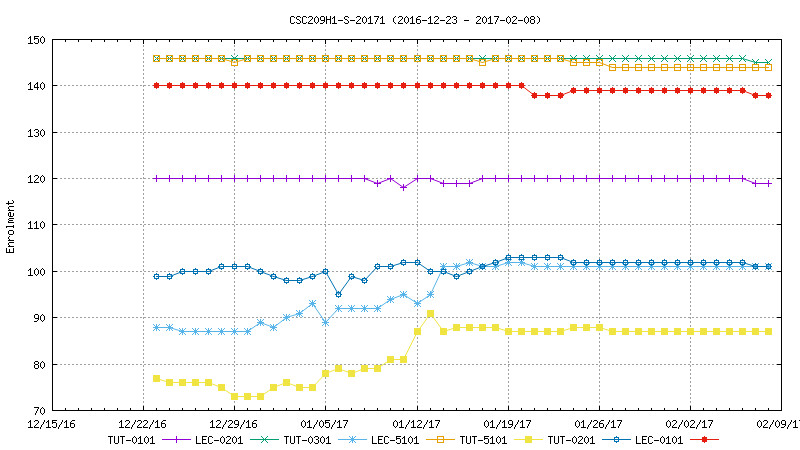 CSC209H1-S-20171 (2016-12-23 - 2017-02-08)
150
140
130
120
110
100
90
80
70
Enrolment
12/15/16 12/22/16 12/29/16 01/05/17 01/12/17 01/19/17 01/26/17 02/02/17 02/09/17
TUT-0101 LEC-0201 TUT-0301 LEC-5101 TUT-5101 TUT-0201 LEC-0101